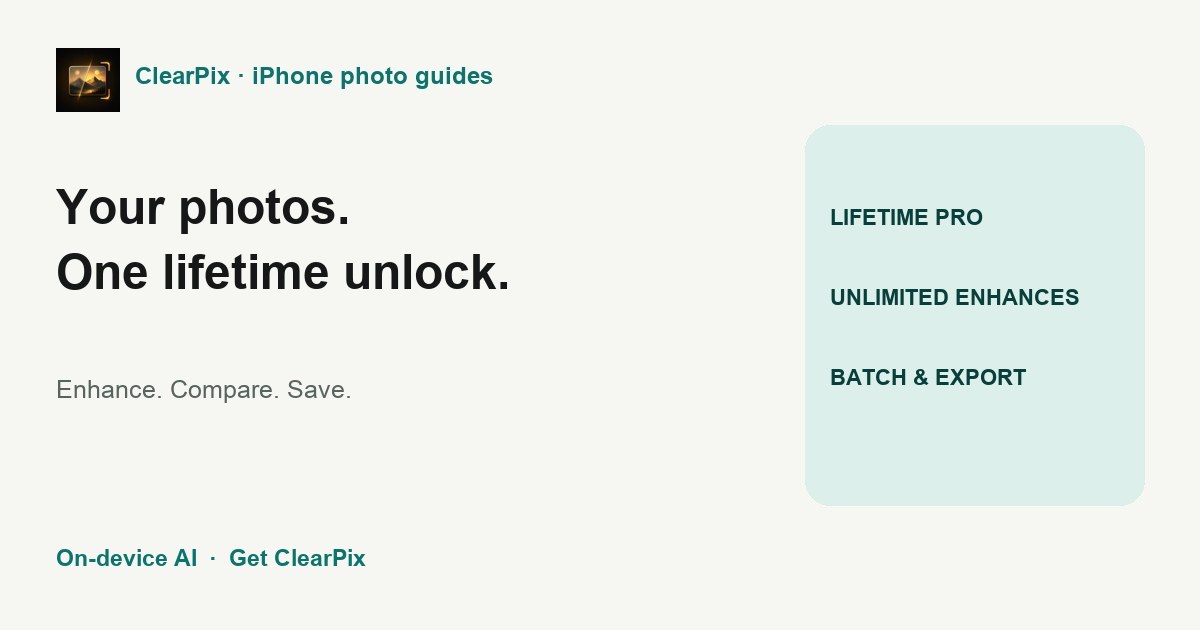 ClearPix · iPhone photo guides
Your photos.
One lifetime unlock.
Enhance. Compare. Save.
On-device AI · Get ClearPix
LIFETIME PRO
UNLIMITED ENHANCES
BATCH & EXPORT